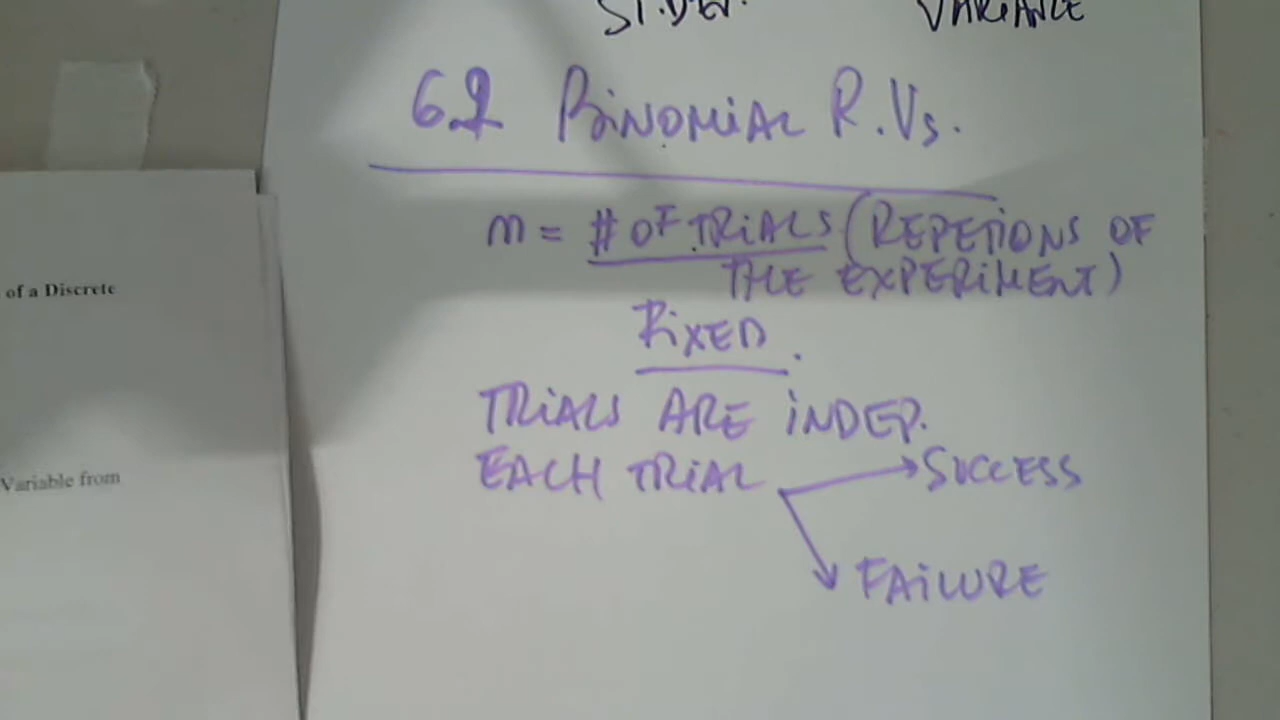 ST. DEV. VARIANCE
6.2 BINOMIAL R.Vs.
n = # OF TRIALS (REPETIONS OF
THE EXPERIMENT)
FIXED.
TRIALS ARE INDEP.
EACH TRIAL → SUCCESS
FAILURE
of a Discrete
Variable from